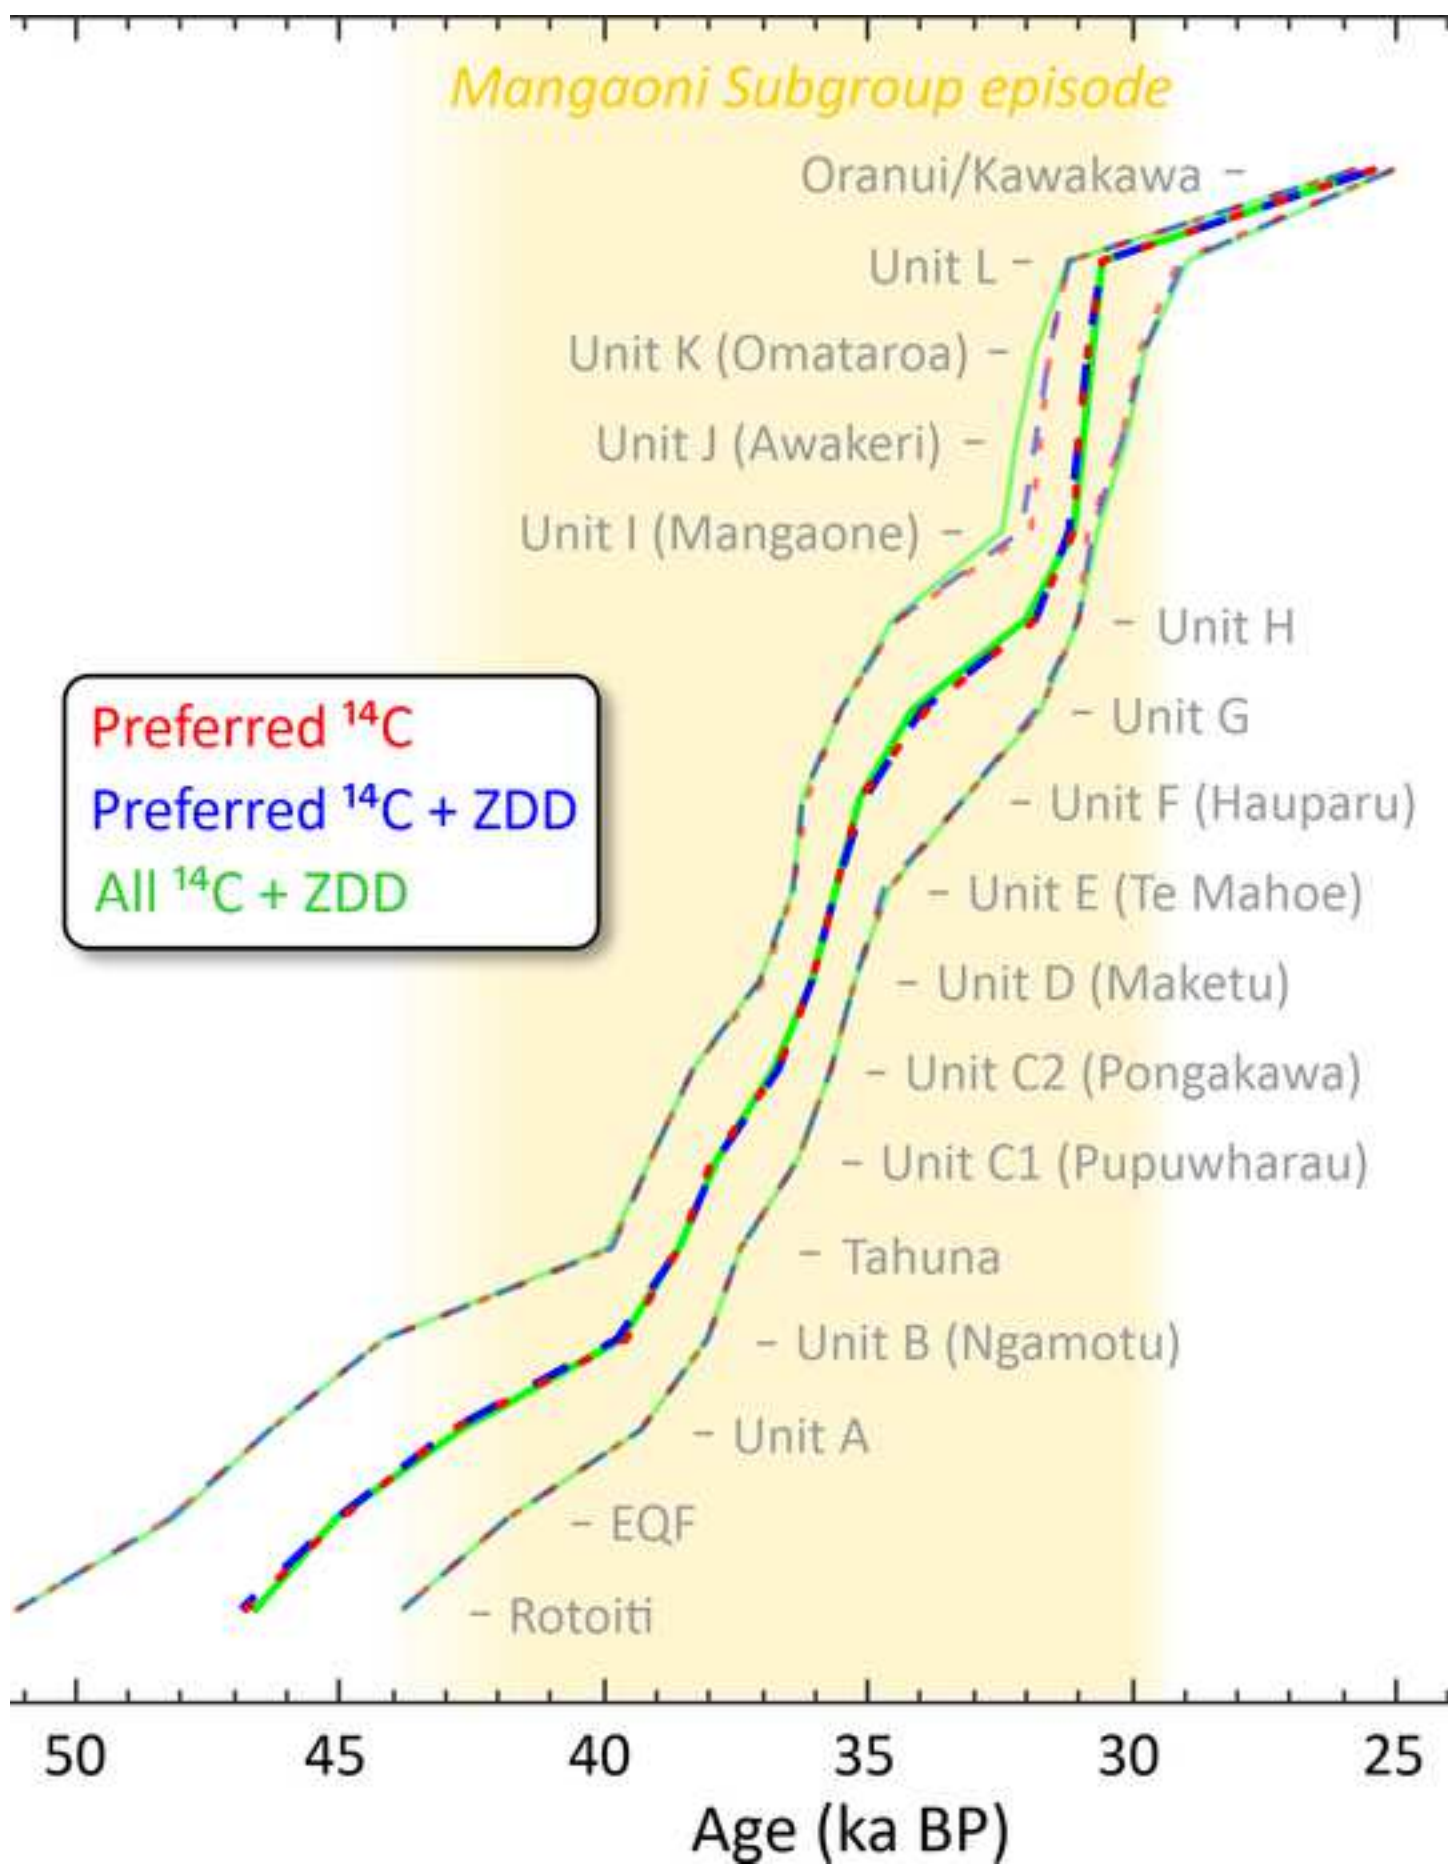 Mangaoni Subgroup episode
Oranui/Kawakawa
Unit L
Unit K (Omataroa)
Unit J (Awakeri)
Unit I (Mangaone)
Unit H
Unit G
Unit F (Hauparu)
Unit E (Te Mahoe)
Unit D (Maketu)
Unit C2 (Pongakawa)
Unit C1 (Pupuwharau)
Tahuna
Unit B (Ngamotu)
Unit A
EQF
Rotoiti
Preferred ¹⁴C
Preferred ¹⁴C + ZDD
All ¹⁴C + ZDD
50 45 40 35 30 25
Age (ka BP)